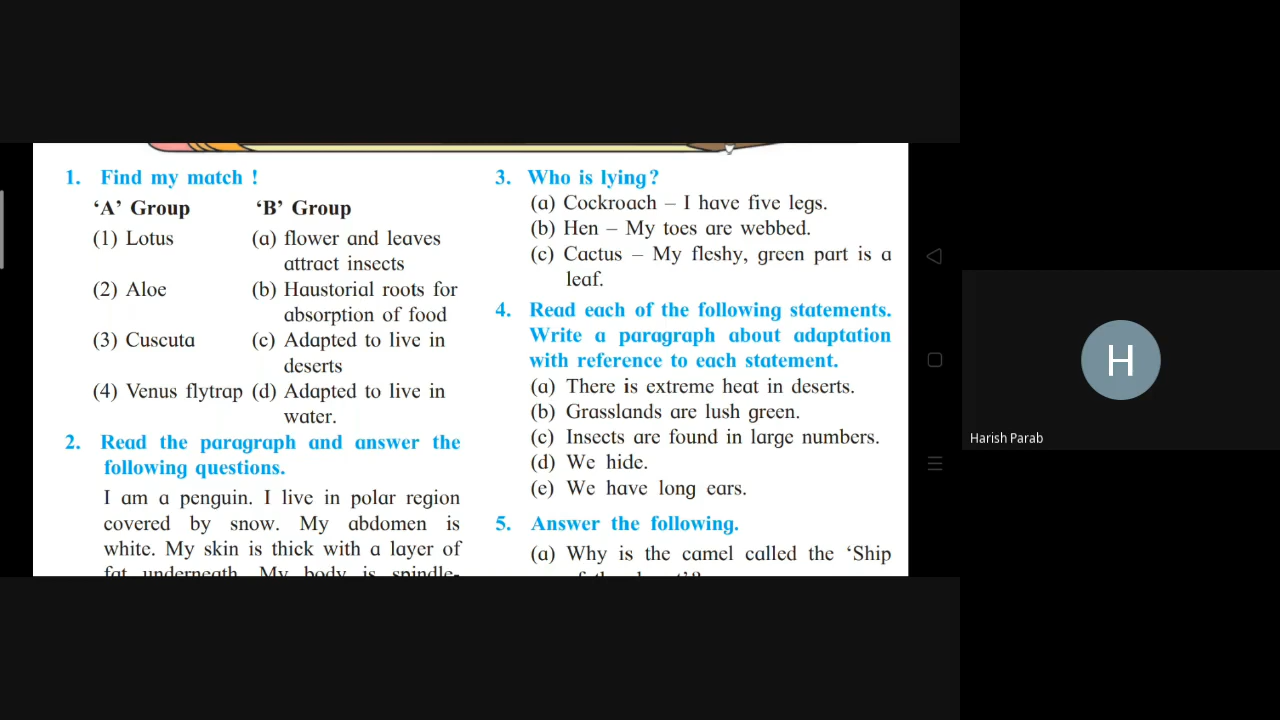 1. Find my match !
‘A’ Group ‘B’ Group
(1) Lotus (a) flower and leaves
attract insects
(2) Aloe (b) Haustorial roots for
absorption of food
(3) Cuscuta (c) Adapted to live in
deserts
(4) Venus flytrap (d) Adapted to live in
water.
2. Read the paragraph and answer the
following questions.
I am a penguin. I live in polar region
covered by snow. My abdomen is
white. My skin is thick with a layer of
fat underneath. My body is spindle-
3. Who is lying?
(a) Cockroach – I have five legs.
(b) Hen – My toes are webbed.
(c) Cactus – My fleshy, green part is a
leaf.
4. Read each of the following statements.
Write a paragraph about adaptation
with reference to each statement.
(a) There is extreme heat in deserts.
(b) Grasslands are lush green.
(c) Insects are found in large numbers.
(d) We hide.
(e) We have long ears.
5. Answer the following.
(a) Why is the camel called the ‘Ship
H
Harish Parab